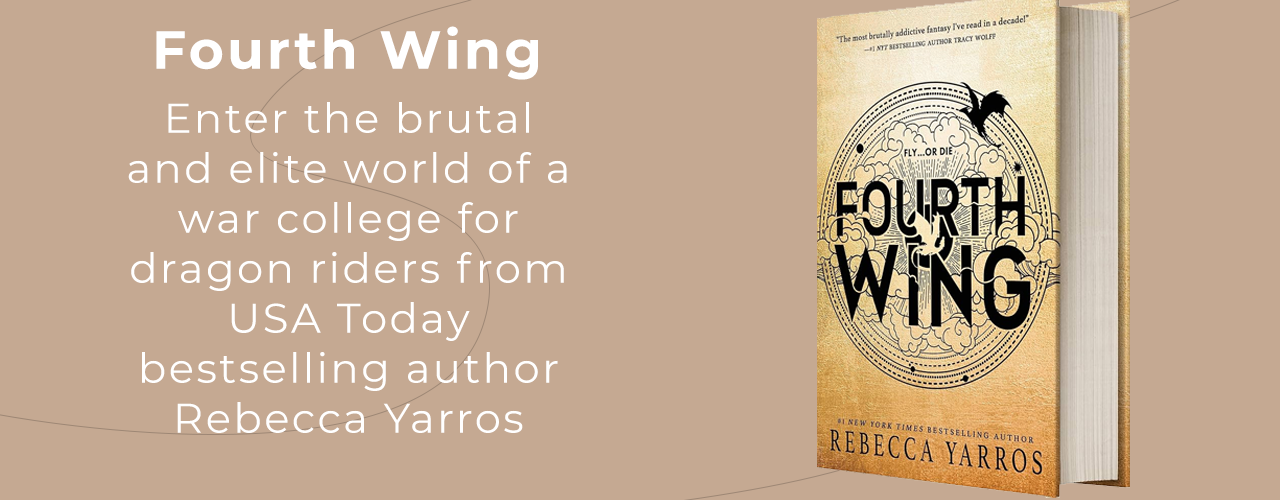 Fourth Wing
Enter the brutal
and elite world of a
war college for
dragon riders from
USA Today
bestselling author
Rebecca Yarros
"The most brutally addictive fantasy I've read in a decade!"
—#1 NYT BESTSELLING AUTHOR TRACY WOLFF
FLY...OR DIE
FOURTH
WING
#1 NEW YORK TIMES BESTSELLING AUTHOR
REBECCA YARROS